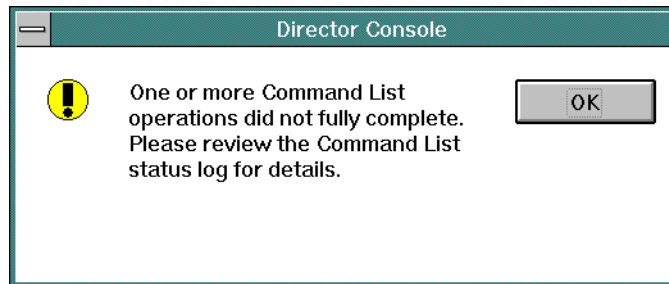 Director Console
One or more Command List
operations did not fully complete.
Please review the Command List
status log for details.
OK